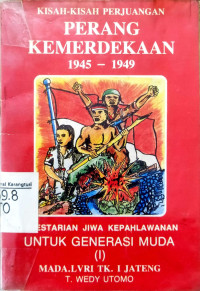 KISAH-KISAH PERJUANGAN
PERANG
KEMERDEKAAN
1945 - 1949
ESTARIAN JIWA KEPAHLAWANAN
UNTUK GENERASI MUDA
(I)
MADA.LVRI TK. I JATENG
T. WEDY UTOMO
9.8
TO